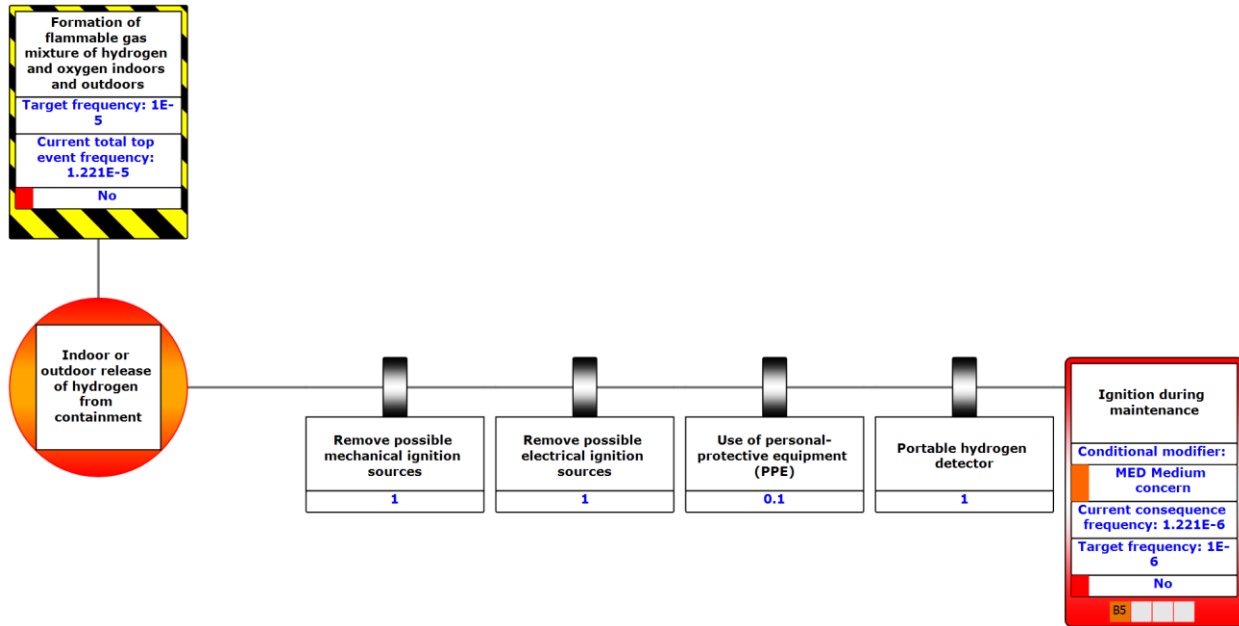 Formation of
flammable gas
mixture of hydrogen
and oxygen indoors
and outdoors
Target frequency: 1E-
5
Current total top
event frequency:
1.221E-5
No
Indoor or
outdoor release
of hydrogen
from
containment
Remove possible
mechanical ignition
sources
1
Remove possible
electrical ignition
sources
1
Use of personal-
protective equipment
(PPE)
0.1
Portable hydrogen
detector
1
Ignition during
maintenance
Conditional modifier:
MED Medium
concern
Current consequence
frequency: 1.221E-6
Target frequency: 1E-
6
No
B5